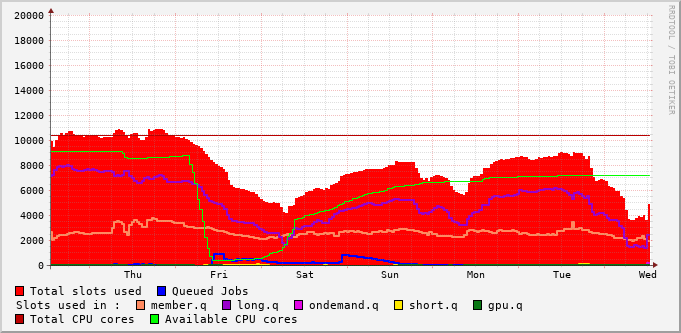 20000
18000
16000
14000
12000
10000
8000
6000
4000
2000
0
Thu Fri Sat Sun Mon Tue Wed
Total slots used Queued Jobs
Slots used in : member.q long.q ondemand.q short.q gpu.q
Total CPU cores Available CPU cores
RRDTOOL / TOBI OETIKER